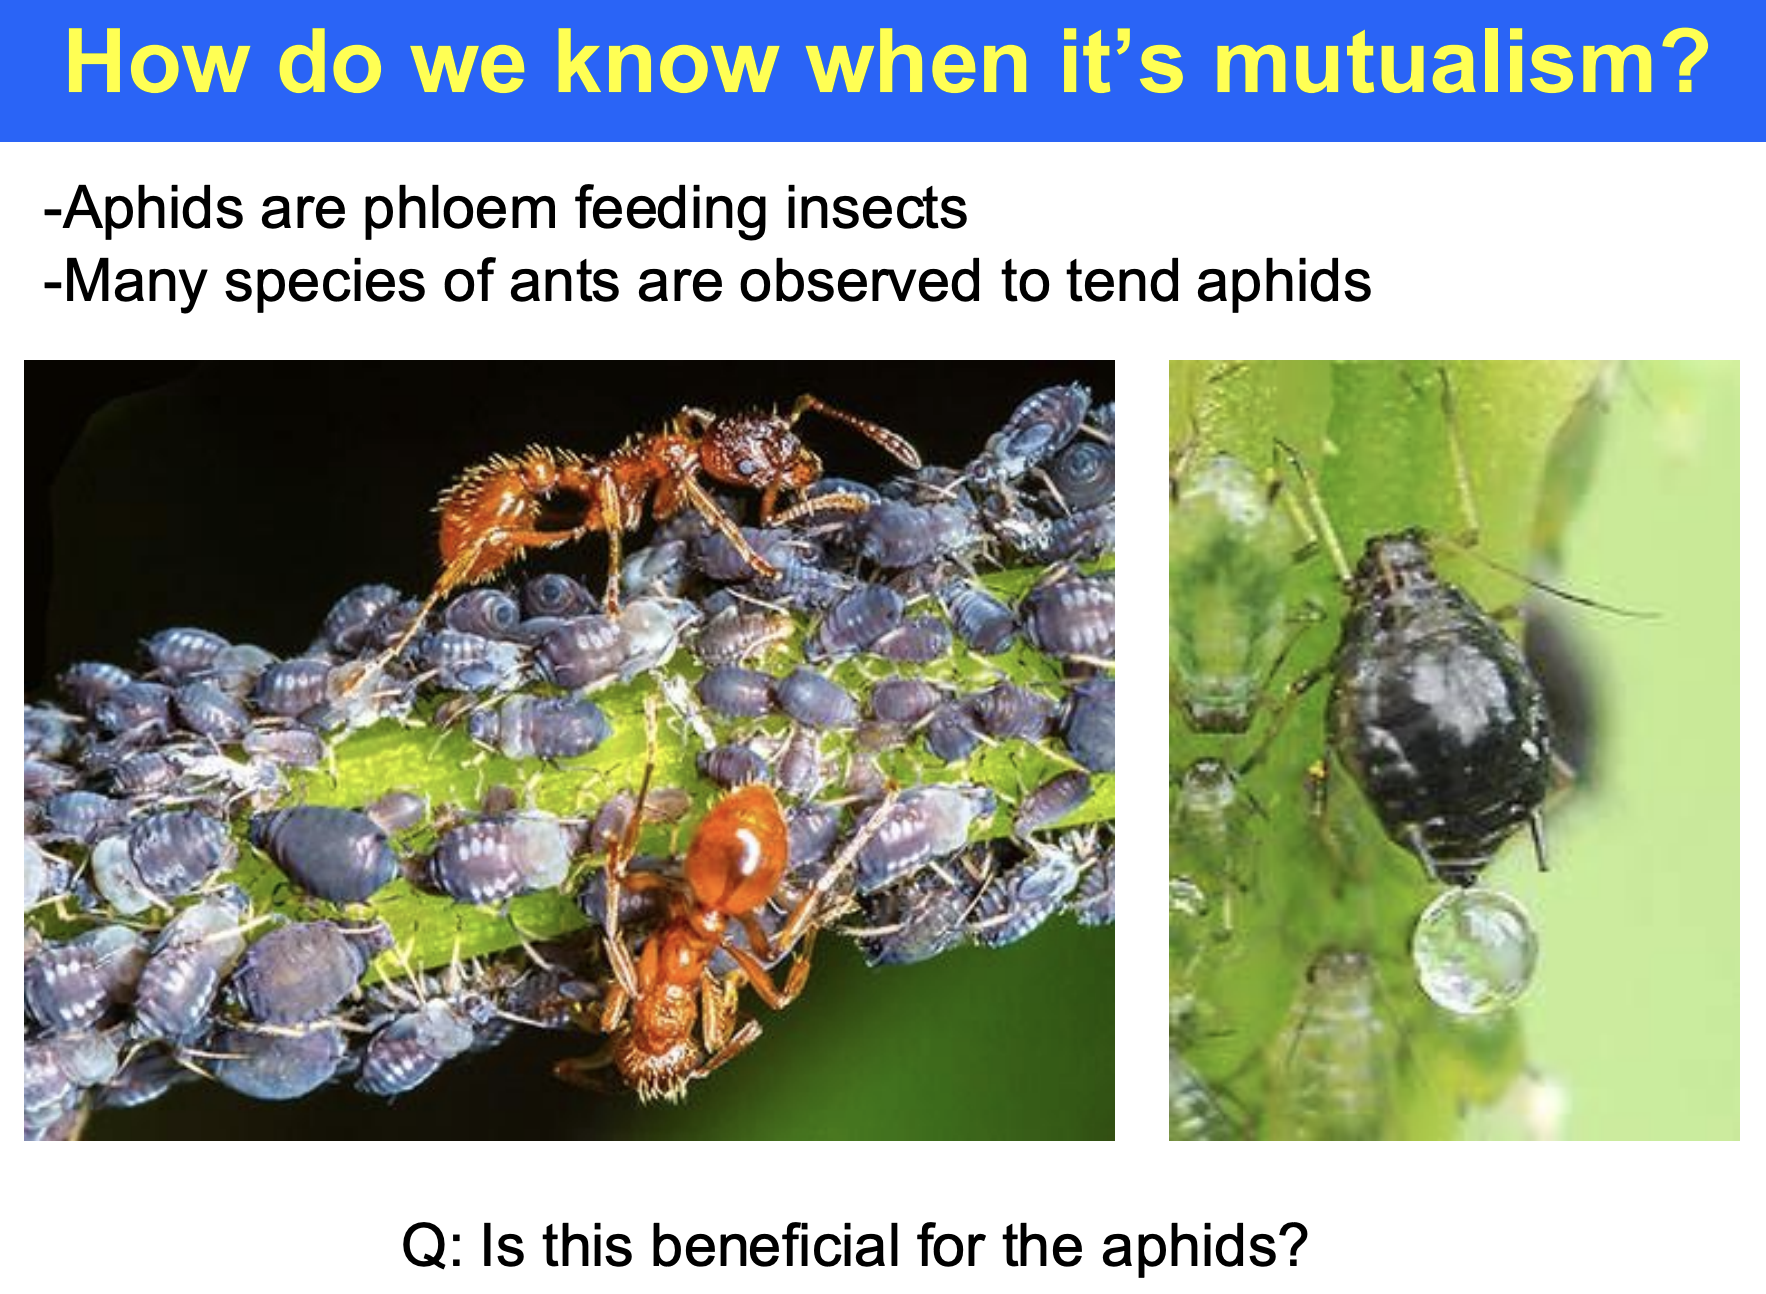 How do we know when it’s mutualism?
-Aphids are phloem feeding insects
-Many species of ants are observed to tend aphids
Q: Is this beneficial for the aphids?